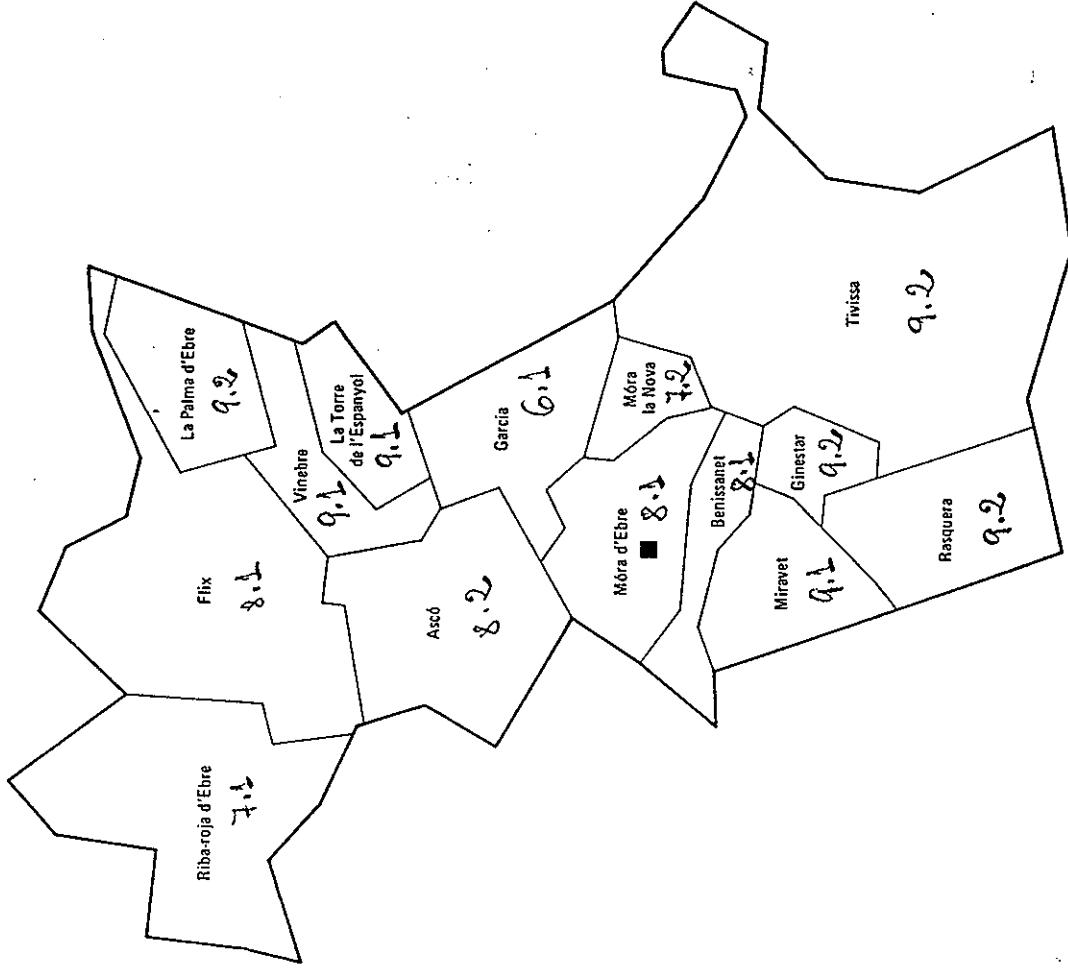 Riba-roja d'Ebre
7.1
Flix
8.1
La Palma d'Ebre
9.2
Vinebre
9.1
La Torre
de l'Espanyol
9.1
Ascó
8.2
Garcia
6.1
Móra d'Ebre
8.1
Móra
la Nova
7.2
Benissanet
8.1
Miravet
9.1
Ginestar
9.2
Rasquera
9.2
Tivissa
9.2